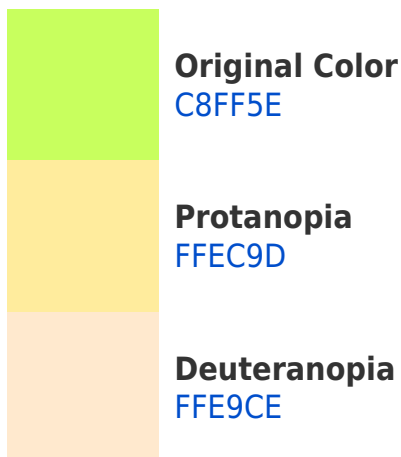 Original Color
C8FF5E
Protanopia
FFEC9D
Deuteranopia
FFE9CE